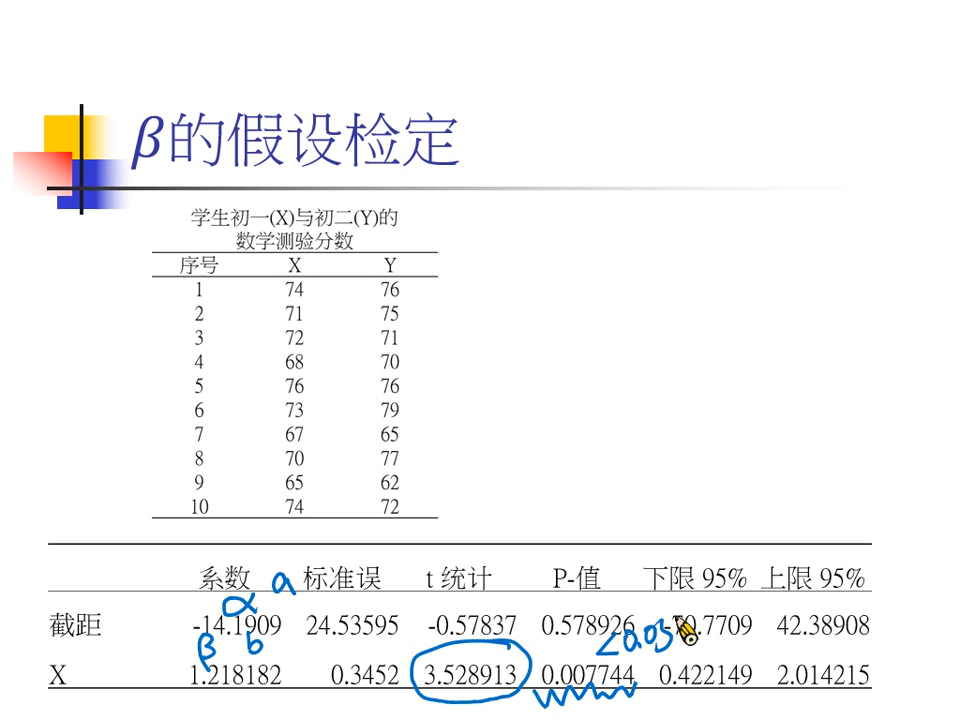 β的假设检定
学生初一(X)与初二(Y)的
数学测验分数
序号 X Y
1 74 76
2 71 75
3 72 71
4 68 70
5 76 76
6 73 79
7 67 65
8 70 77
9 65 62
10 74 72
系数 a 标准误 t 统计 P-值 下限 95% 上限 95%
α
截距 -14.1909 24.53595 -0.57837 0.578926 -70.7709 42.38908
β b <0.05
X 1.218182 0.3452 3.528913 0.007744 0.422149 2.014215